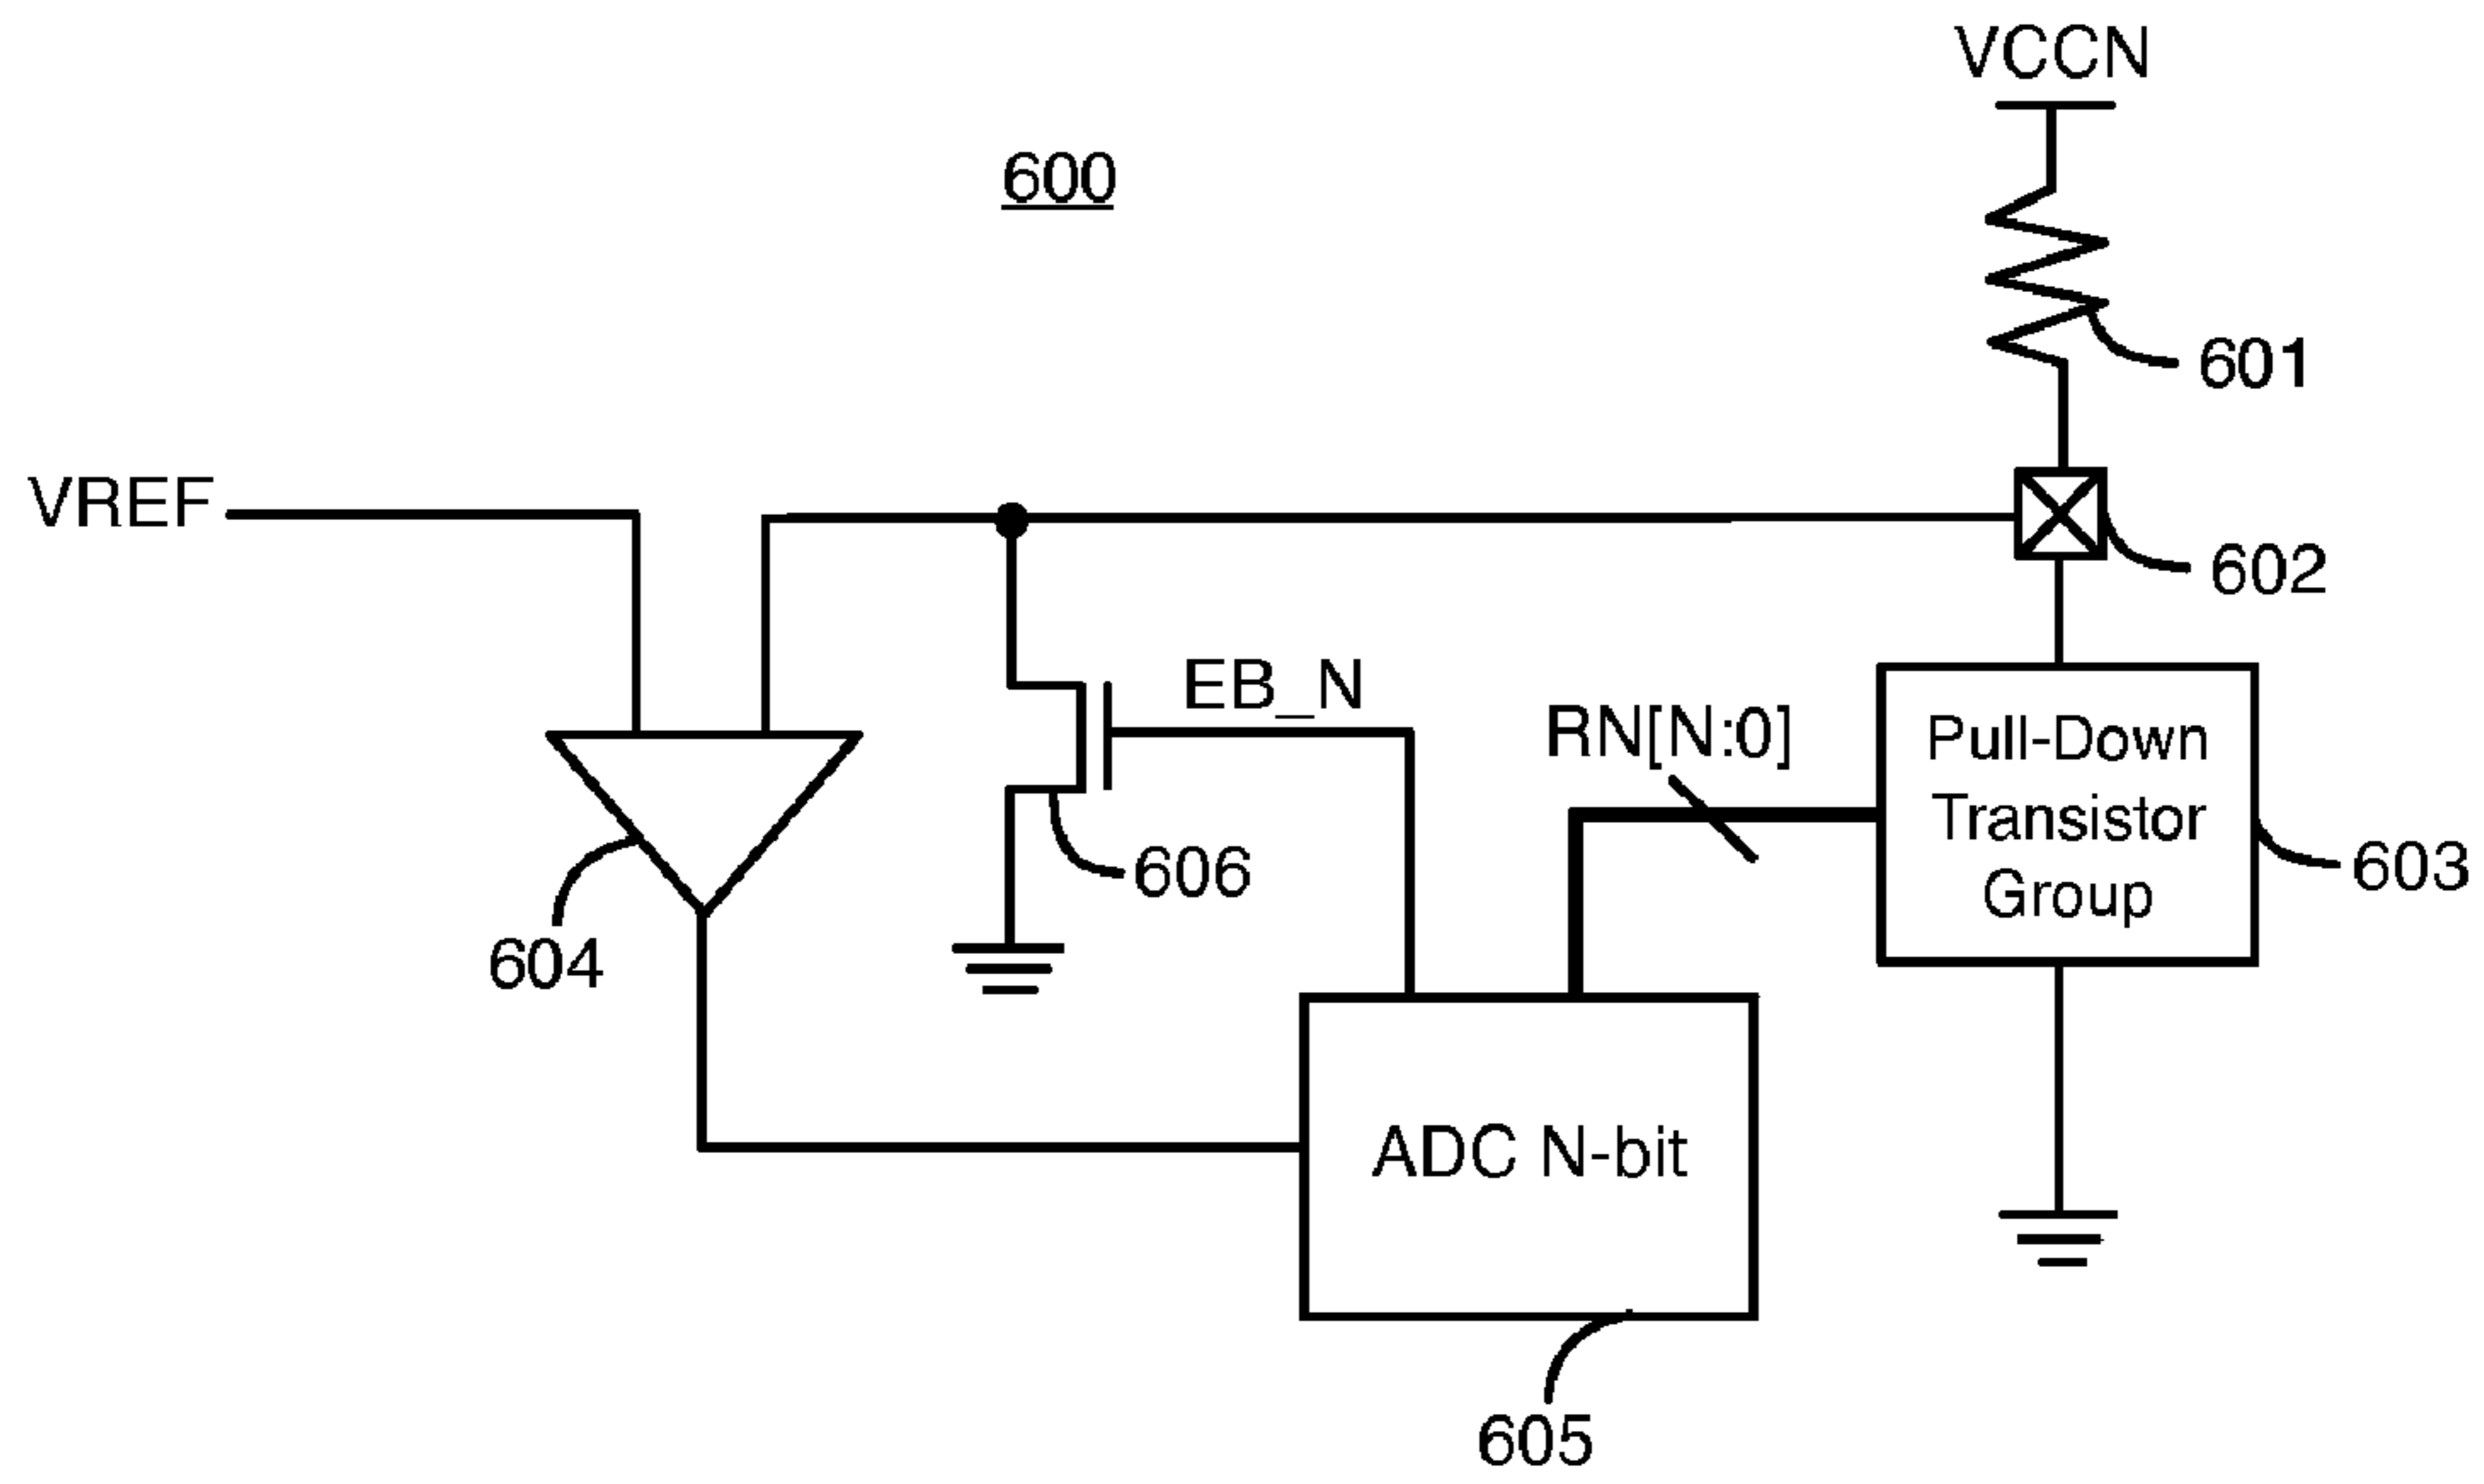 VCCN
600
601
VREF
602
EB_N
RN[N:0]
Pull-Down
Transistor
Group
606
603
604
ADC N-bit
605